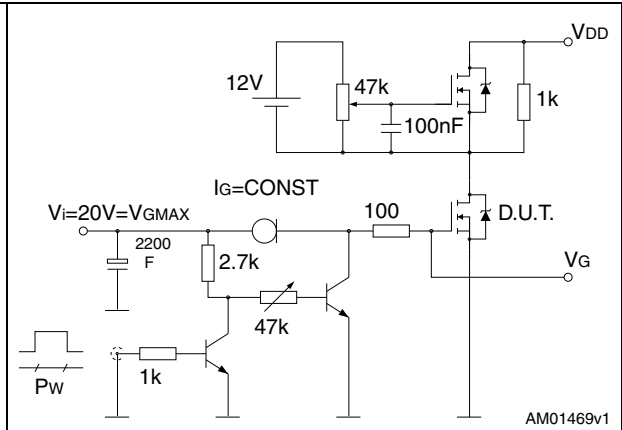 VDD
12V
47k
1k
100nF
IG=CONST
Vi=20V=VGMAX
100
D.U.T.
2200
F
2.7k
VG
47k
1k
PW
AM01469v1